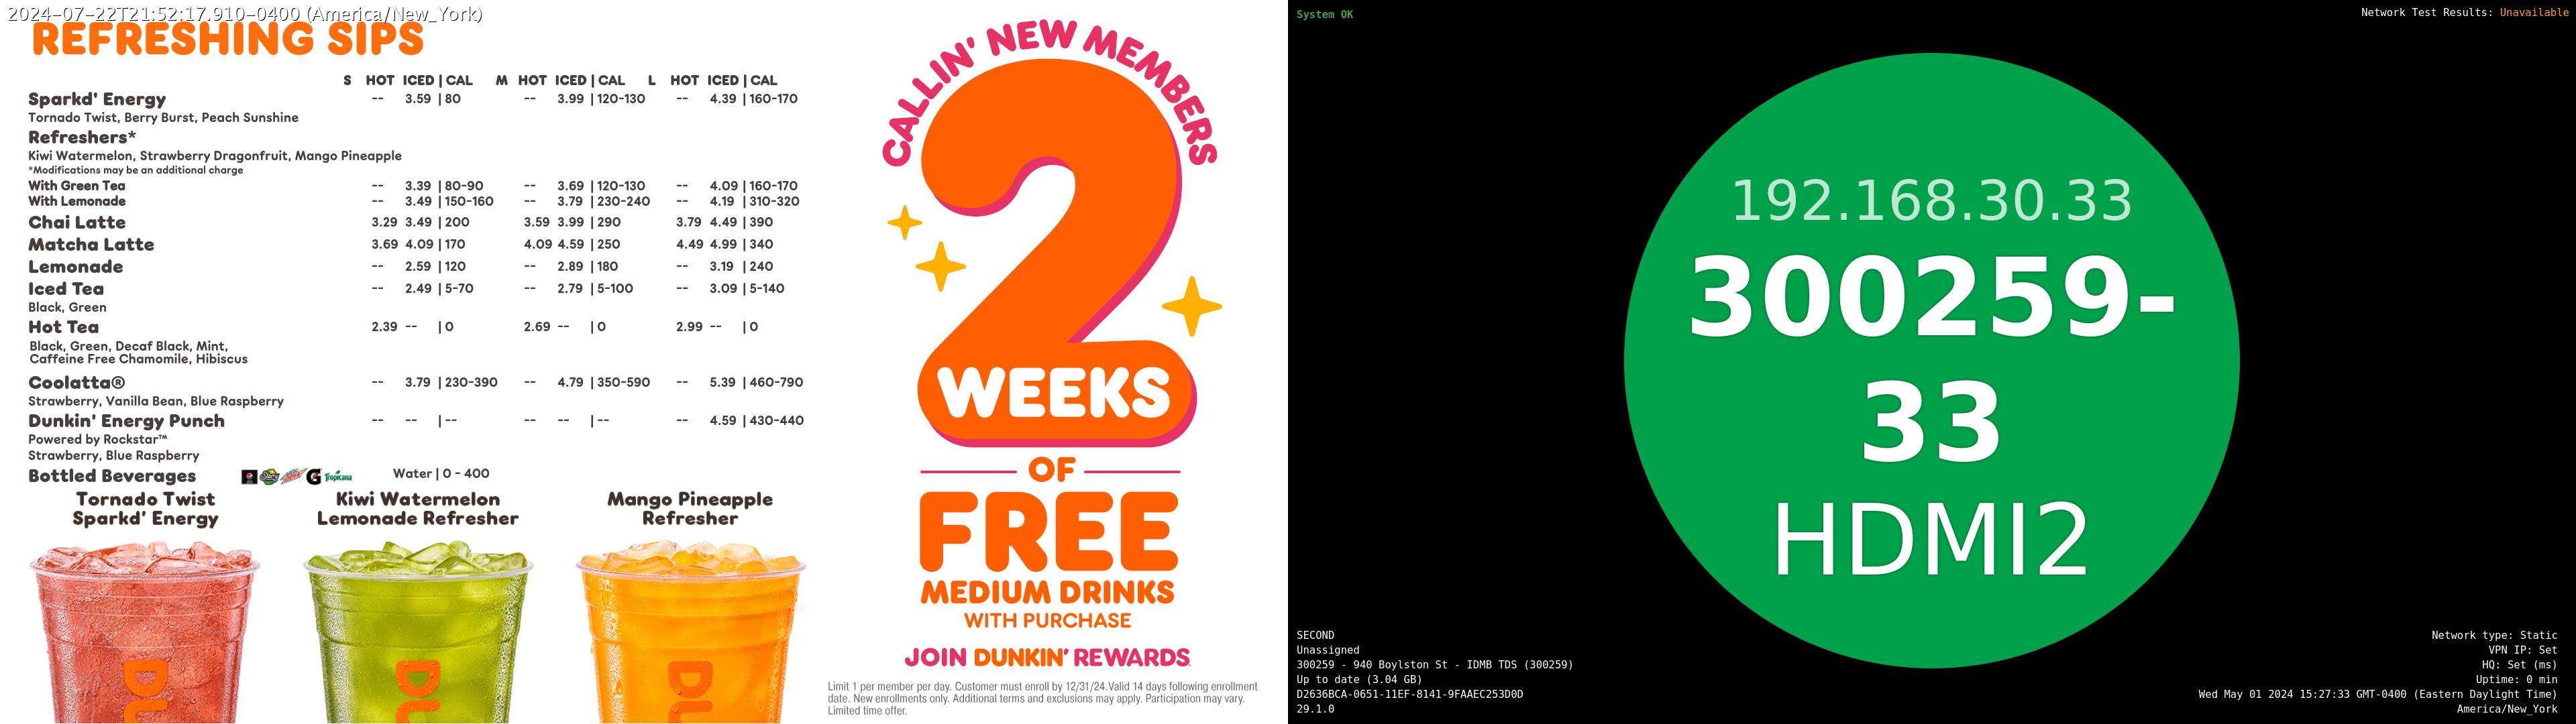 2024-07-22T21:52:17.910-0400 (America/New_York)
REFRESHING SIPS
S HOT ICED | CAL M HOT ICED | CAL L HOT ICED | CAL
Sparkd' Energy -- 3.59 | 80 -- 3.99 | 120-130 -- 4.39 | 160-170
Tornado Twist, Berry Burst, Peach Sunshine
Refreshers*
Kiwi Watermelon, Strawberry Dragonfruit, Mango Pineapple
*Modifications may be an additional charge
With Green Tea -- 3.39 | 80-90 -- 3.69 | 120-130 -- 4.09 | 160-170
With Lemonade -- 3.49 | 150-160 -- 3.79 | 230-240 -- 4.19 | 310-320
Chai Latte 3.29 3.49 | 200 3.59 3.99 | 290 3.79 4.49 | 390
Matcha Latte 3.69 4.09 | 170 4.09 4.59 | 250 4.49 4.99 | 340
Lemonade -- 2.59 | 120 -- 2.89 | 180 -- 3.19 | 240
Iced Tea -- 2.49 | 5-70 -- 2.79 | 5-100 -- 3.09 | 5-140
Black, Green
Hot Tea 2.39 -- | 0 2.69 -- | 0 2.99 -- | 0
Black, Green, Decaf Black, Mint,
Caffeine Free Chamomile, Hibiscus
Coolatta® -- 3.79 | 230-390 -- 4.79 | 350-590 -- 5.39 | 460-790
Strawberry, Vanilla Bean, Blue Raspberry
Dunkin' Energy Punch -- -- | -- -- -- | -- -- 4.59 | 430-440
Powered by Rockstar™
Strawberry, Blue Raspberry
Bottled Beverages G Tropicana Water | 0 - 400
Tornado Twist
Sparkd' Energy
Kiwi Watermelon
Lemonade Refresher
Mango Pineapple
Refresher
DU
DU
DU
CALLIN' NEW MEMBERS
2
WEEKS
OF
FREE
MEDIUM DRINKS
WITH PURCHASE
JOIN DUNKIN' REWARDS
Limit 1 per member per day. Customer must enroll by 12/31/24.Valid 14 days following enrollment
date. New enrollments only. Additional terms and exclusions may apply. Participation may vary.
Limited time offer.
System OK
Network Test Results: Unavailable
192.168.30.33
300259-
33
HDMI2
SECOND
Unassigned
300259 - 940 Boylston St - IDMB TDS (300259)
Up to date (3.04 GB)
D2636BCA-0651-11EF-8141-9FAAEC253D0D
29.1.0
Network type: Static
VPN IP: Set
HQ: Set (ms)
Uptime: 0 min
Wed May 01 2024 15:27:33 GMT-0400 (Eastern Daylight Time)
America/New_York